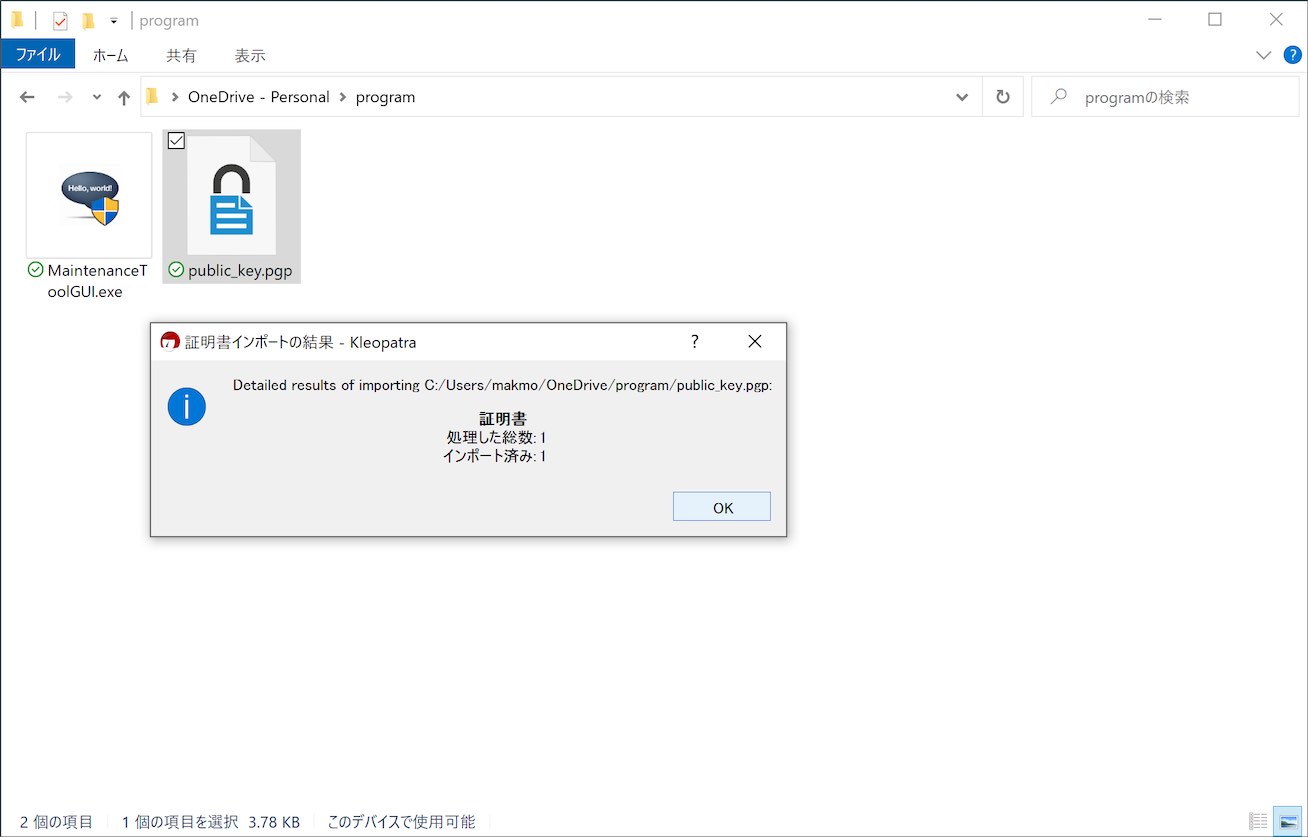 program
ファイル ホーム 共有 表示
?
OneDrive - Personal program
programの検索
Hello, world!
MaintenanceT
oolGUI.exe
public_key.pgp
証明書インポートの結果 - Kleopatra ?
Detailed results of importing C:/Users/makmo/OneDrive/program/public_key.pgp:
証明書
処理した総数: 1
インポート済み: 1
OK
2 個の項目 1 個の項目を選択 3.78 KB このデバイスで使用可能